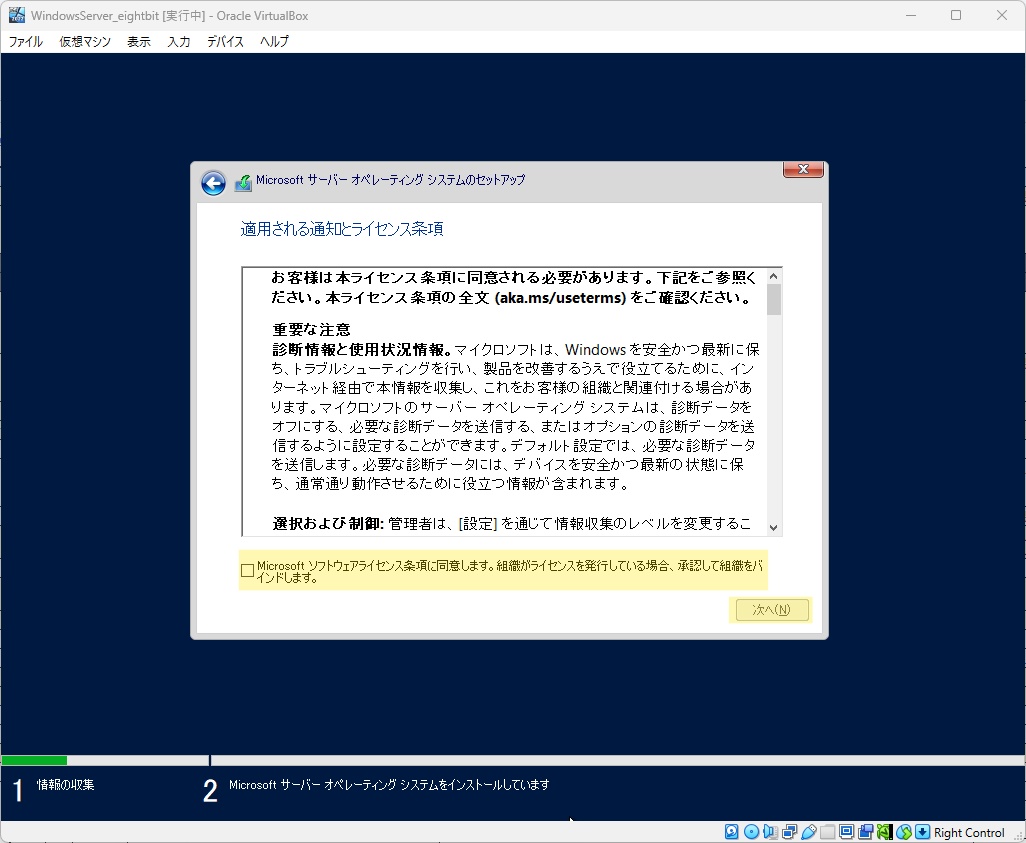 WindowsServer_eightbit [実行中] - Oracle VirtualBox
ファイル 仮想マシン 表示 入力 デバイス ヘルプ
Microsoft サーバー オペレーティング システムのセットアップ
適用される通知とライセンス条項
お客様は本ライセンス条項に同意される必要があります。下記をご参照く
ださい。本ライセンス条項の全文 (aka.ms/useterms) をご確認ください。
重要な注意
診断情報と使用状況情報。マイクロソフトは、Windows を安全かつ最新に保
ち、トラブルシューティングを行い、製品を改善するうえで役立てるために、イン
ターネット経由で本情報を収集し、これをお客様の組織と関連付ける場合があ
ります。マイクロソフトのサーバー オペレーティング システムは、診断データを
オフにする、必要な診断データを送信する、またはオプションの診断データを送
信するように設定することができます。デフォルト設定では、必要な診断データ
を送信します。必要な診断データには、デバイスを安全かつ最新の状態に保
ち、通常通り動作させるために役立つ情報が含まれます。
選択および制御: 管理者は、[設定] を通じて情報収集のレベルを変更するこ
Microsoft ソフトウェアライセンス条項に同意します。組織がライセンスを発行している場合、承認して組織をバ
インドします。
次へ(N)
1 情報の収集 2 Microsoft サーバー オペレーティング システムをインストールしています
Right Control